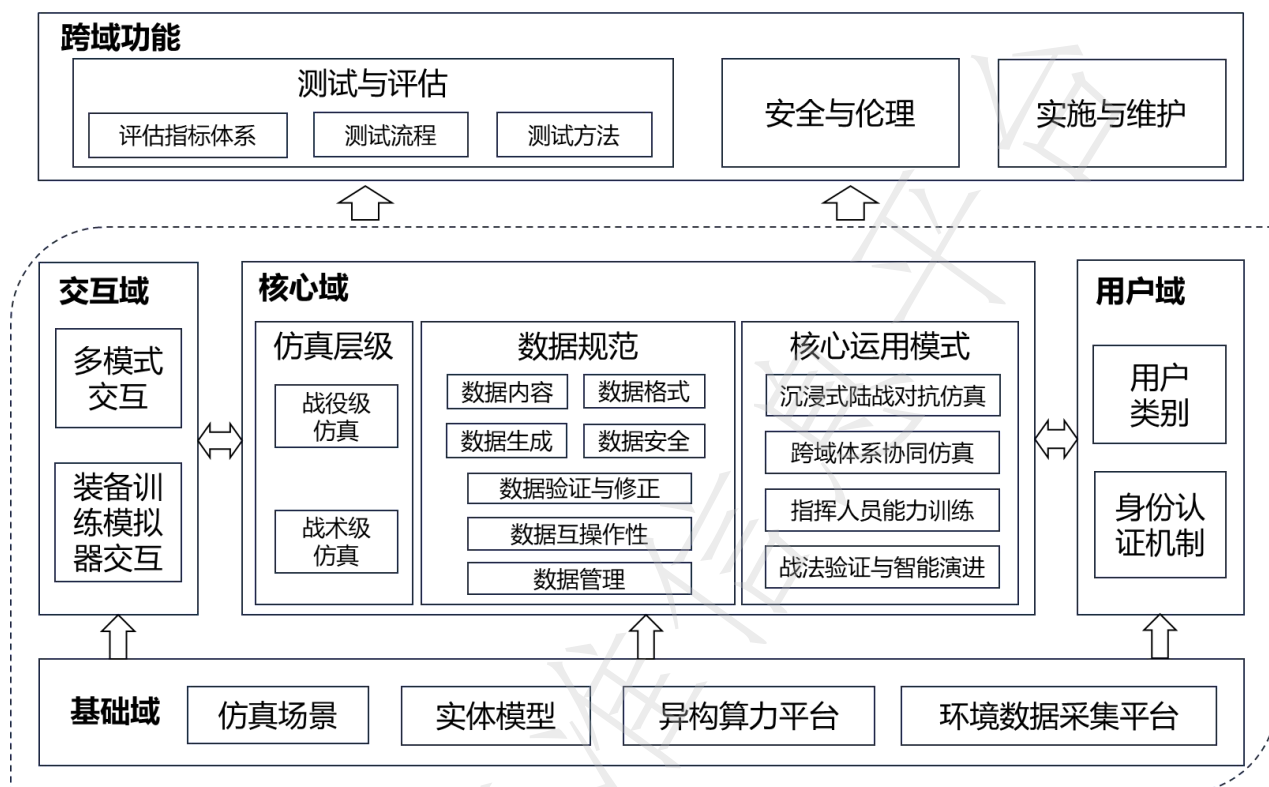 跨域功能
测试与评估
评估指标体系
测试流程
测试方法
安全与伦理
实施与维护
交互域
多模式
交互
装备训
练模拟
器交互
核心域
仿真层级
战役级
仿真
战术级
仿真
数据规范
数据内容
数据格式
数据生成
数据安全
数据验证与修正
数据互操作性
数据管理
核心运用模式
沉浸式陆战对抗仿真
跨域体系协同仿真
指挥人员能力训练
战法验证与智能演进
用户域
用户
类别
身份认
证机制
基础域
仿真场景
实体模型
异构算力平台
环境数据采集平台
准信息平台